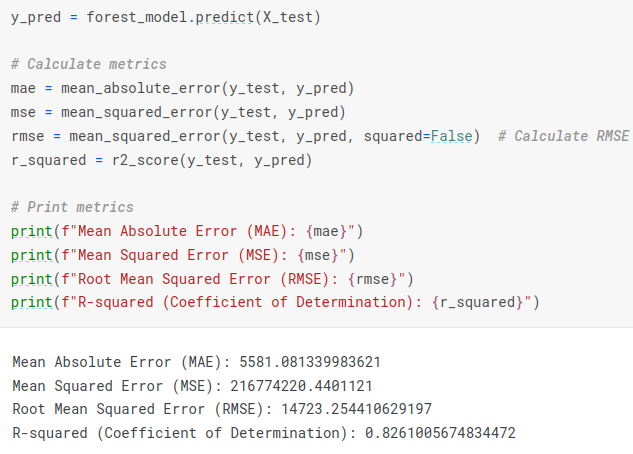 y_pred = forest_model.predict(X_test)
# Calculate metrics
mae = mean_absolute_error(y_test, y_pred)
mse = mean_squared_error(y_test, y_pred)
rmse = mean_squared_error(y_test, y_pred, squared=False)  # Calculate RMSE
r_squared = r2_score(y_test, y_pred)
# Print metrics
print(f"Mean Absolute Error (MAE): {mae}")
print(f"Mean Squared Error (MSE): {mse}")
print(f"Root Mean Squared Error (RMSE): {rmse}")
print(f"R-squared (Coefficient of Determination): {r_squared}")
Mean Absolute Error (MAE): 5581.081339983621
Mean Squared Error (MSE): 216774220.4401121
Root Mean Squared Error (RMSE): 14723.254410629197
R-squared (Coefficient of Determination): 0.8261005674834472